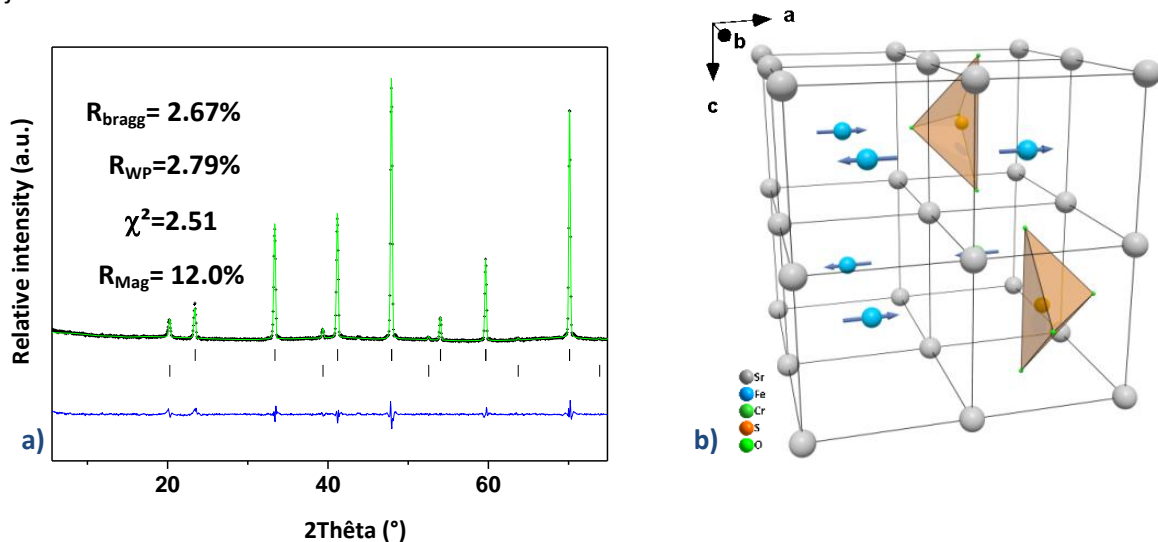 R_bragg= 2.67%
R_WP=2.79%
χ²=2.51
R_Mag= 12.0%
Relative intensity (a.u.)
a)
20
40
60
2Thêta (°)
a
b
c
Sr
Fe
Cr
S
O
b)